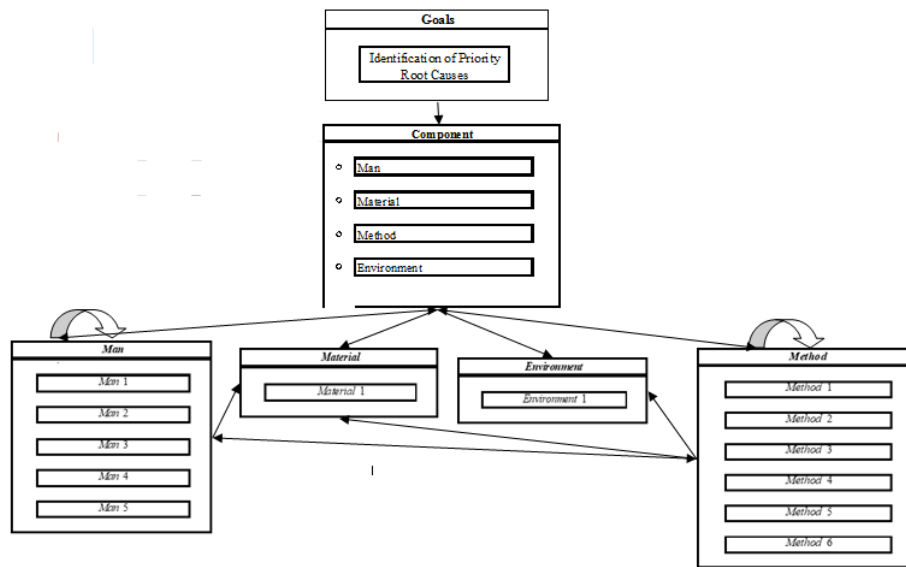 Goals
Identification of Priority
Root Causes
Component
Man
Material
Method
Environment
Man
Man 1
Man 2
Man 3
Man 4
Man 5
Material
Material 1
Environment
Environment 1
Method
Method 1
Method 2
Method 3
Method 4
Method 5
Method 6